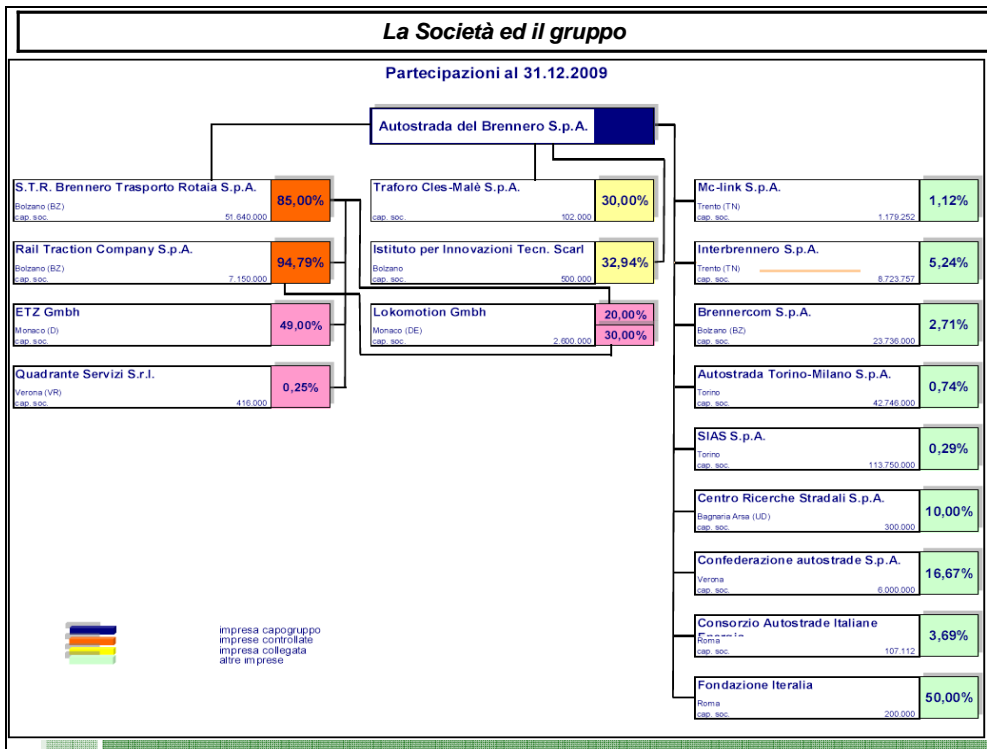 La Società ed il gruppo
Partecipazioni al 31.12.2009
Autostrada del Brennero S.p.A.
S.T.R. Brennero Trasporto Rotaia S.p.A.
Bolzano (BZ)
cap. soc. 51.640.000
85,00%
Rail Traction Company S.p.A.
Bolzano (BZ)
cap. soc. 7.150.000
94,79%
ETZ Gmbh
Monaco (D)
cap. soc.
49,00%
Quadrante Servizi S.r.l.
Verona (VR)
cap. soc. 416.000
0,25%
Traforo Cles-Malè S.p.A.
cap. soc. 102.000
30,00%
Istituto per Innovazioni Tecn. Scarl
Bolzano
cap. soc. 500.000
32,94%
Lokomotion Gmbh
Monaco (DE)
cap. soc. 2.600.000
20,00%
30,00%
Mc-link S.p.A.
Trento (TN)
cap. soc. 1.179.252
1,12%
Interbrennero S.p.A.
Trento (TN)
cap. soc. 8.723.757
5,24%
Brennercom S.p.A.
Bolzano (BZ)
cap. soc. 23.736.000
2,71%
Autostrada Torino-Milano S.p.A.
Torino
cap. soc. 42.746.000
0,74%
SIAS S.p.A.
Torino
cap. soc. 113.750.000
0,29%
Centro Ricerche Stradali S.p.A.
Bagnaria Arsa (UD)
cap. soc. 300.000
10,00%
Confederazione autostrade S.p.A.
Verona
cap. soc. 6.000.000
16,67%
Consorzio Autostrade Italiane
Energia
Roma
cap. soc. 107.112
3,69%
Fondazione Iteralia
Roma
cap. soc. 200.000
50,00%
impresa capogruppo
imprese controllate
impresa collegata
altre imprese